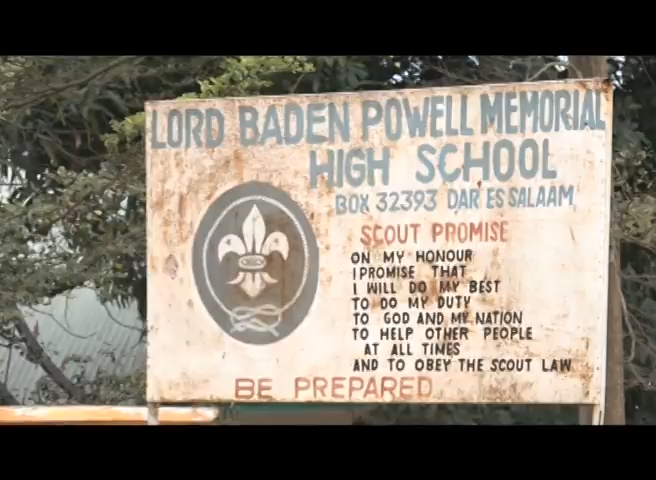 LORD BADEN POWELL MEMORIAL
HIGH SCHOOL
BOX 32393 DAR ES SALAAM,
SCOUT PROMISE
ON MY HONOUR
I PROMISE THAT
I WILL DO MY BEST
TO DO MY DUTY
TO GOD AND MY NATION
TO HELP OTHER PEOPLE
AT ALL TIMES
AND TO OBEY THE SCOUT LAW
BE PREPARED